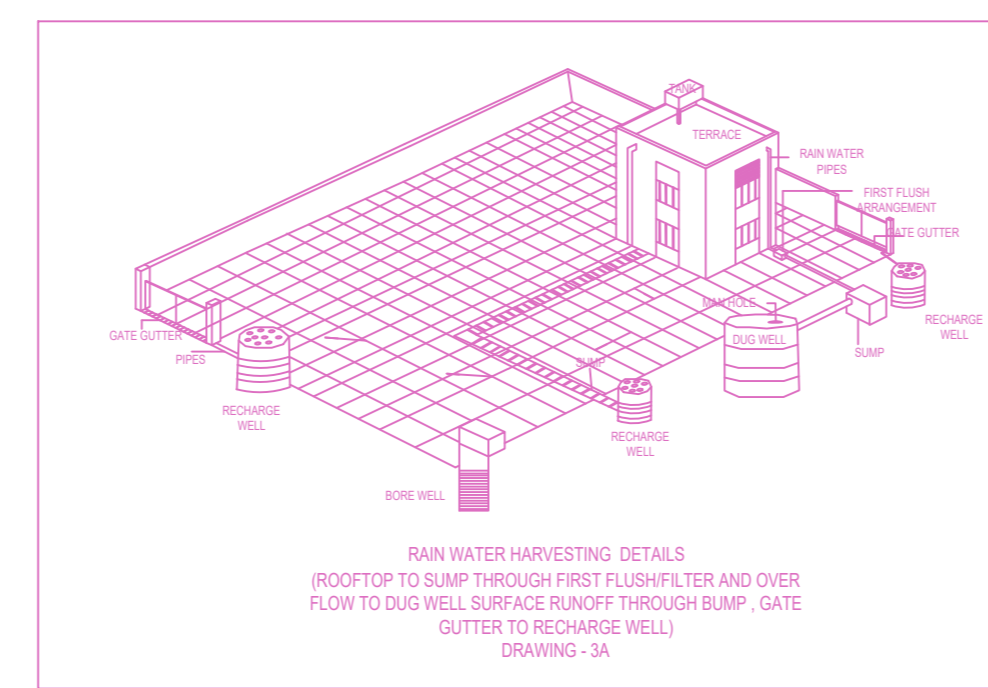 TANK
TERRACE
RAIN WATER
PIPES
FIRST FLUSH
ARRANGEMENT
GATE GUTTER
MAN HOLE
DUG WELL
RECHARGE
WELL
SUMP
GATE GUTTER
PIPES
SUMP
RECHARGE
WELL
RECHARGE
WELL
BORE WELL
RAIN WATER HARVESTING DETAILS
(ROOFTOP TO SUMP THROUGH FIRST FLUSH/FILTER AND OVER
FLOW TO DUG WELL SURFACE RUNOFF THROUGH BUMP , GATE
GUTTER TO RECHARGE WELL)
DRAWING - 3A